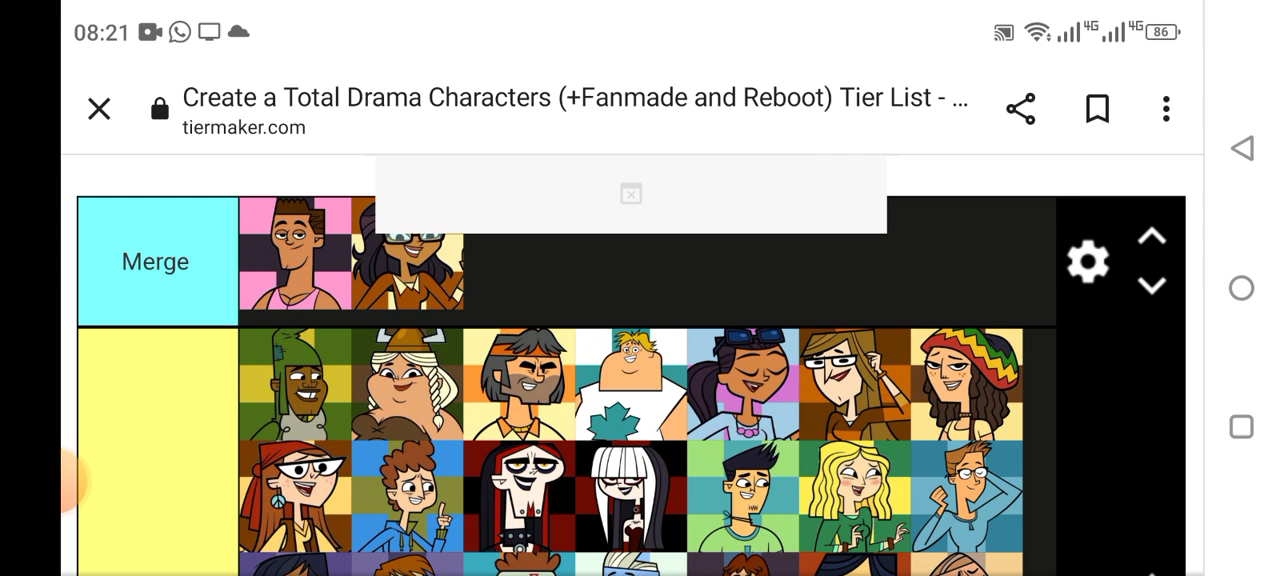 08:21
4G
4G
86
Create a Total Drama Characters (+Fanmade and Reboot) Tier List - ...
tiermaker.com
Merge